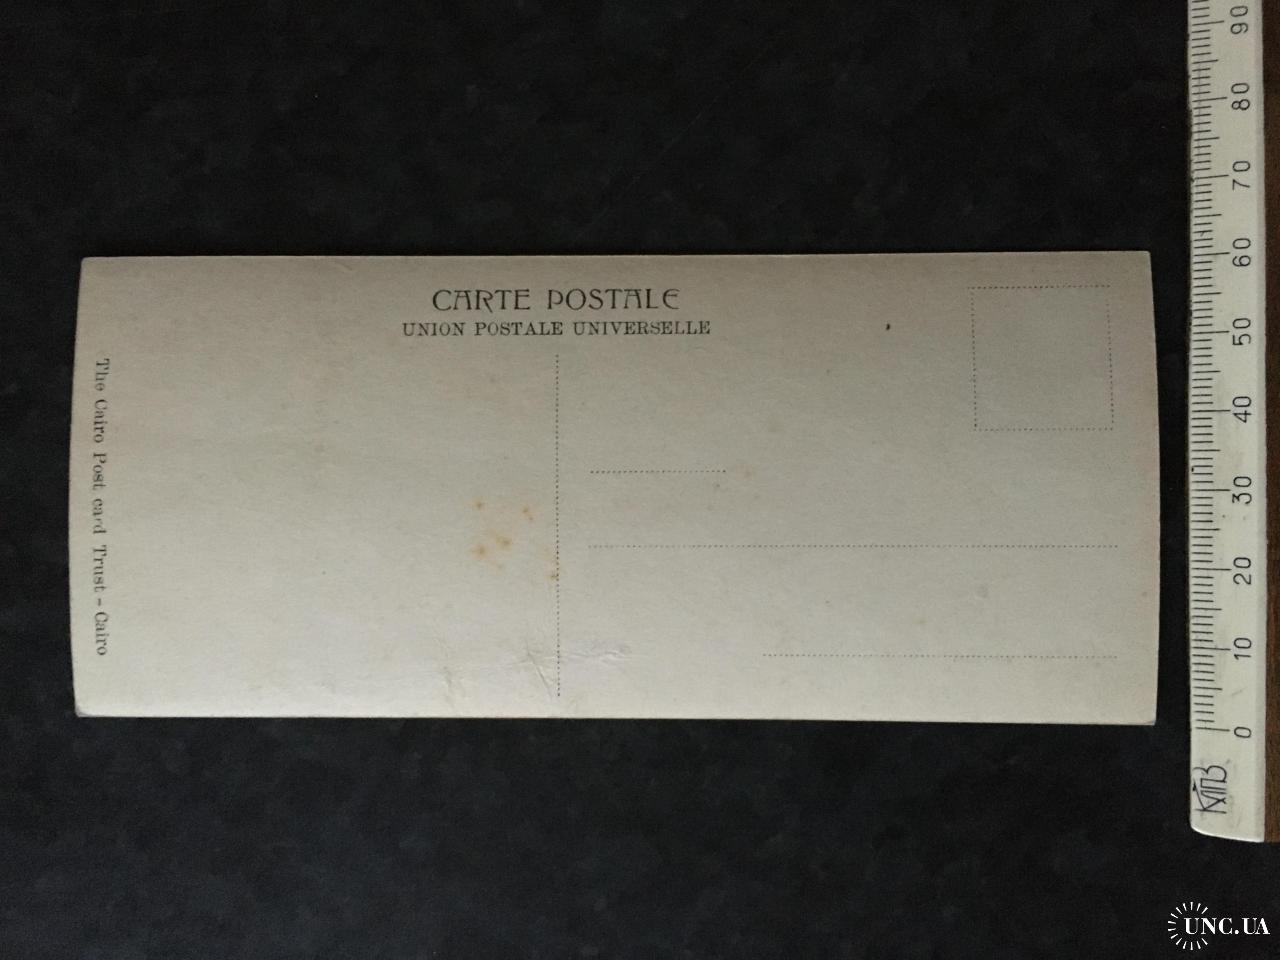 CARTE POSTALE
UNION POSTALE UNIVERSELLE
The Cairo Post card Trust - Cairo
90
80
70
60
50
40
30
20
10
0
UNC.UA